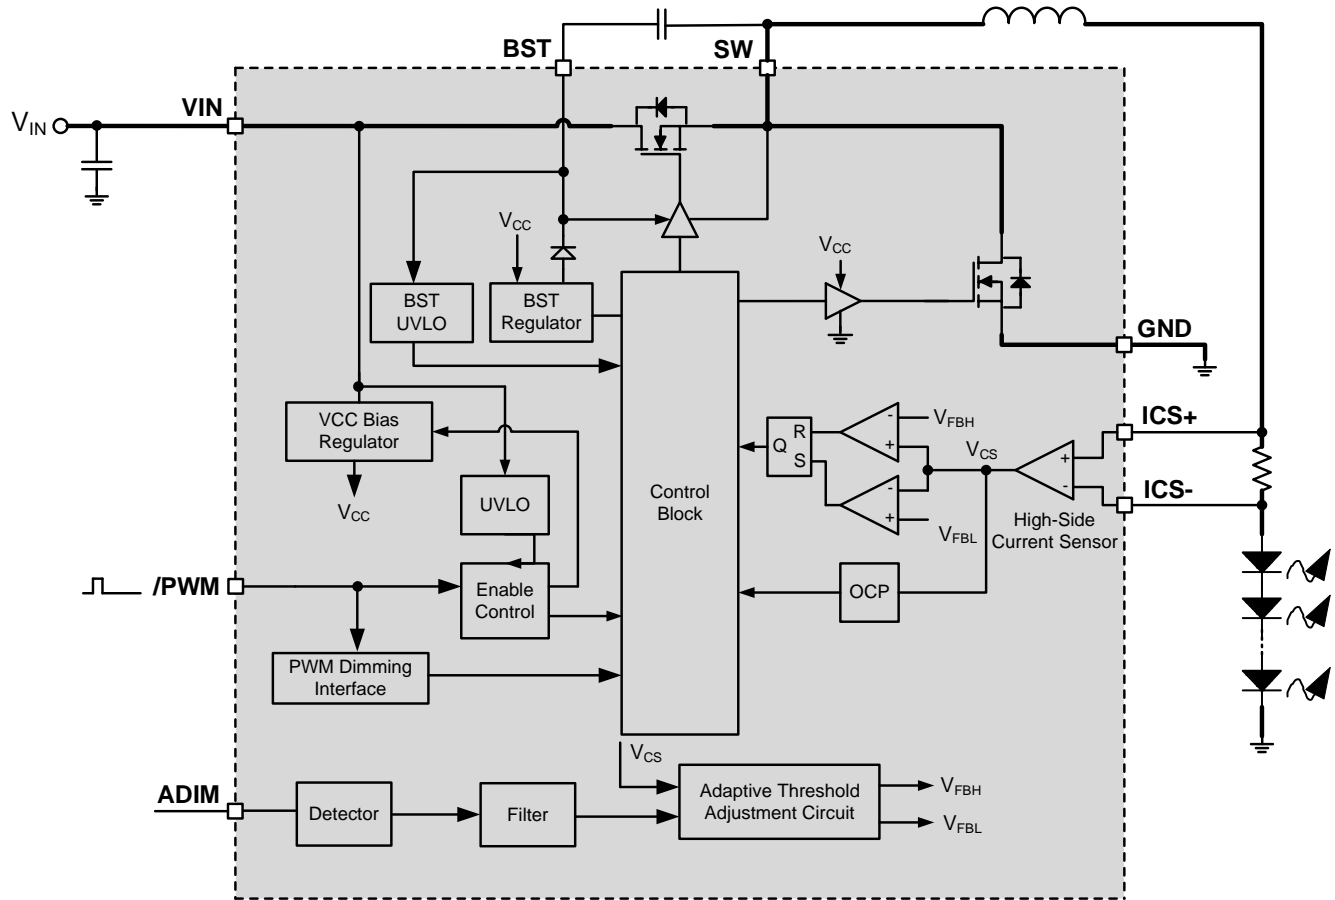 BST
SW
VIN
VIN
VCC
VCC
BST
UVLO
BST
Regulator
GND
VCC Bias
Regulator
VFBH
ICS+
R
Q
S
-
+
VCS
+
-
-
+
ICS-
VCC
UVLO
Control
Block
VFBL
High-Side
Current Sensor
/PWM
Enable
Control
OCP
PWM Dimming
Interface
VCS
ADIM
Detector
Filter
Adaptive Threshold
Adjustment Circuit
VFBH
VFBL